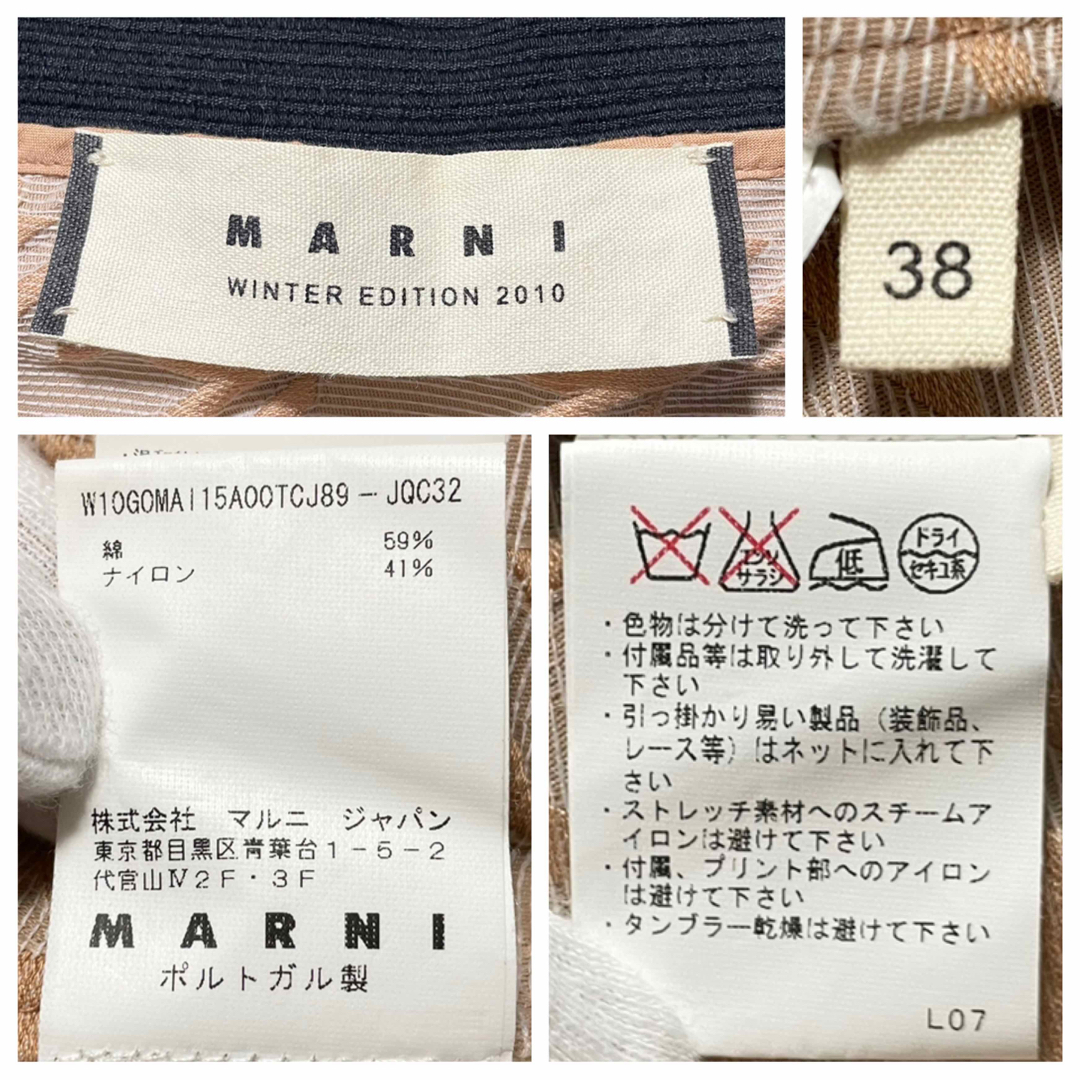 MARNI
WINTER EDITION 2010
38
W10GOMAI15A00TCJ89-JQC32
綿 59%
ナイロン 41%
株式会社 マルニ ジャパン
東京都目黒区青葉台1-5-2
代官山Ⅳ2F・3F
MARNI
ポルトガル製
エンソ
サラシ
低
ドライ
セキユ系
・色物は分けて洗って下さい
・付属品等は取り外して洗濯して
下さい
・引っ掛かり易い製品（装飾品、
レース等）はネットに入れて下
さい
・ストレッチ素材へのスチームア
イロンは避けて下さい
・付属、プリント部へのアイロン
は避けて下さい
・タンブラー乾燥は避けて下さい
L07